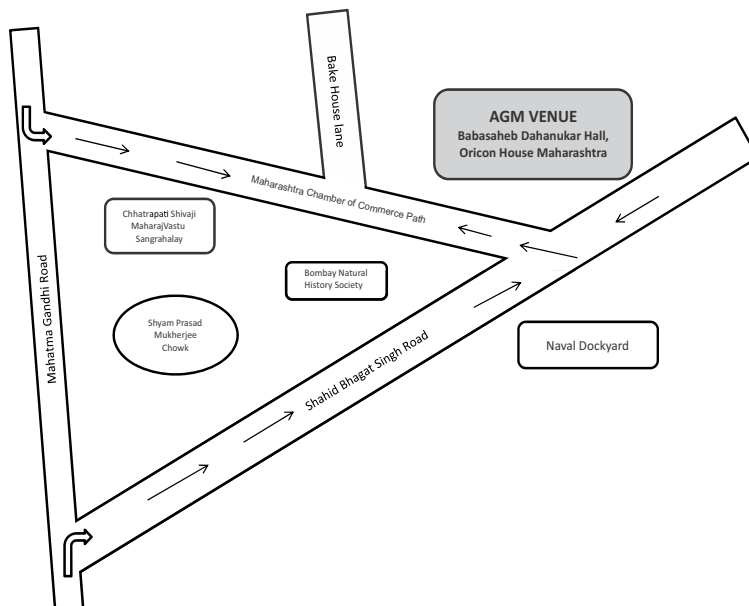 Bake House lane
AGM VENUE
Babasaheb Dahanukar Hall,
Oricon House Maharashtra
Maharashtra Chamber of Commerce Path
Chhatrapati Shivaji
MaharajVastu
Sangrahalay
Mahatma Gandhi Road
Bombay Natural
History Society
Shyam Prasad
Mukherjee
Chowk
Shahid Bhagat Singh Road
Naval Dockyard